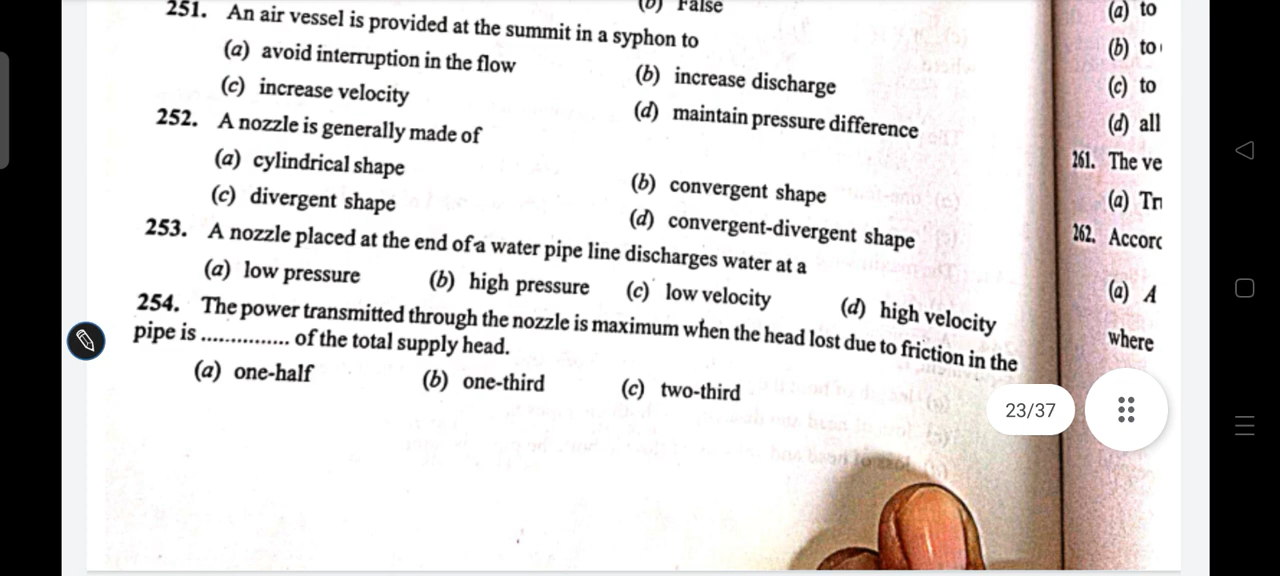 (b) False
251. An air vessel is provided at the summit in a syphon to
(a) avoid interruption in the flow
(b) increase discharge
(c) increase velocity
(d) maintain pressure difference
252. A nozzle is generally made of
(a) cylindrical shape
(b) convergent shape
(c) divergent shape
(d) convergent-divergent shape
253. A nozzle placed at the end of a water pipe line discharges water at a
(a) low pressure (b) high pressure (c) low velocity (d) high velocity
254. The power transmitted through the nozzle is maximum when the head lost due to friction in the
pipe is ............... of the total supply head.
(a) one-half (b) one-third (c) two-third
(a) to
(b) to
(c) to
(d) all
261. The ve
(a) Tr
262. Accor
(a) A
where
23/37